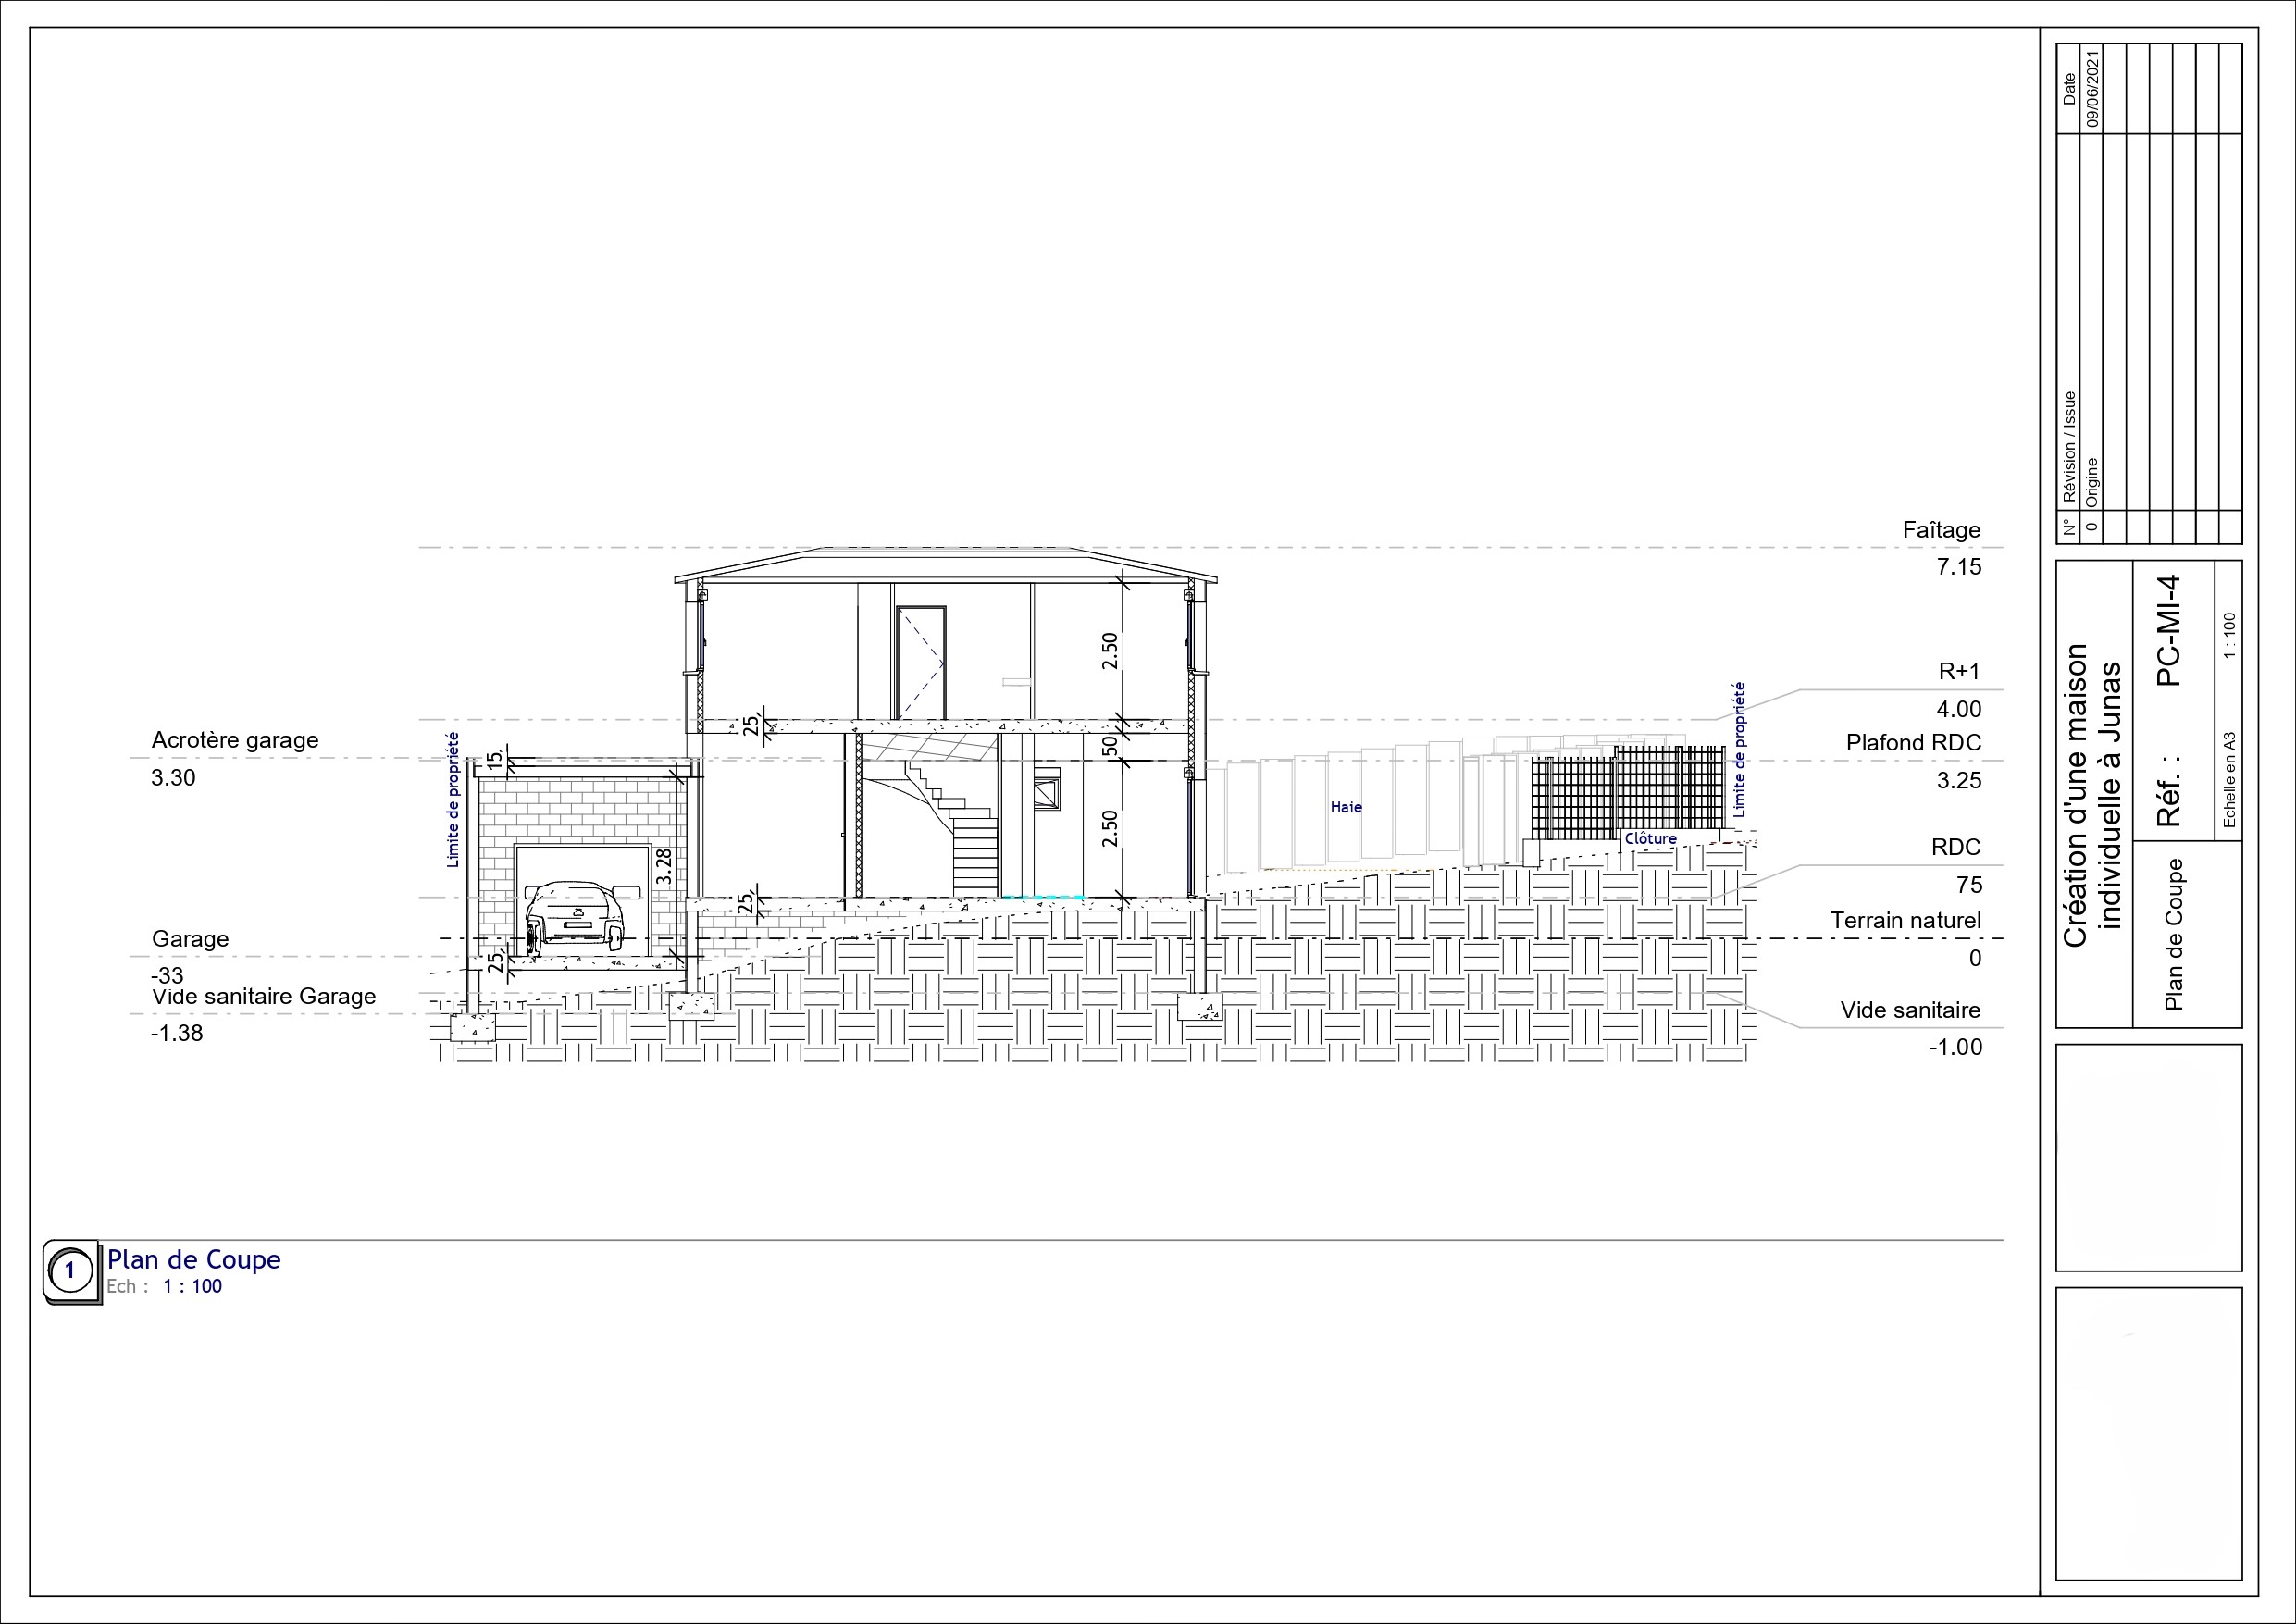 Faîtage
7.15
R+1
4.00
Plafond RDC
3.25
RDC
75
Terrain naturel
0
Vide sanitaire
-1.00
Acrotère garage
3.30
Garage
-33
Vide sanitaire Garage
-1.38
Limite de propriété
15
3.28
25
25
25
2.50
50
2.50
Haie
Clôture
Limite de propriété
1
Plan de Coupe
Ech : 1 : 100
N° Révision / Issue Date
0 Origine 09/06/2021
Création d'une maison
individuelle à Junas
Plan de Coupe
Réf. : PC-MI-4
Echelle en A3 1 : 100